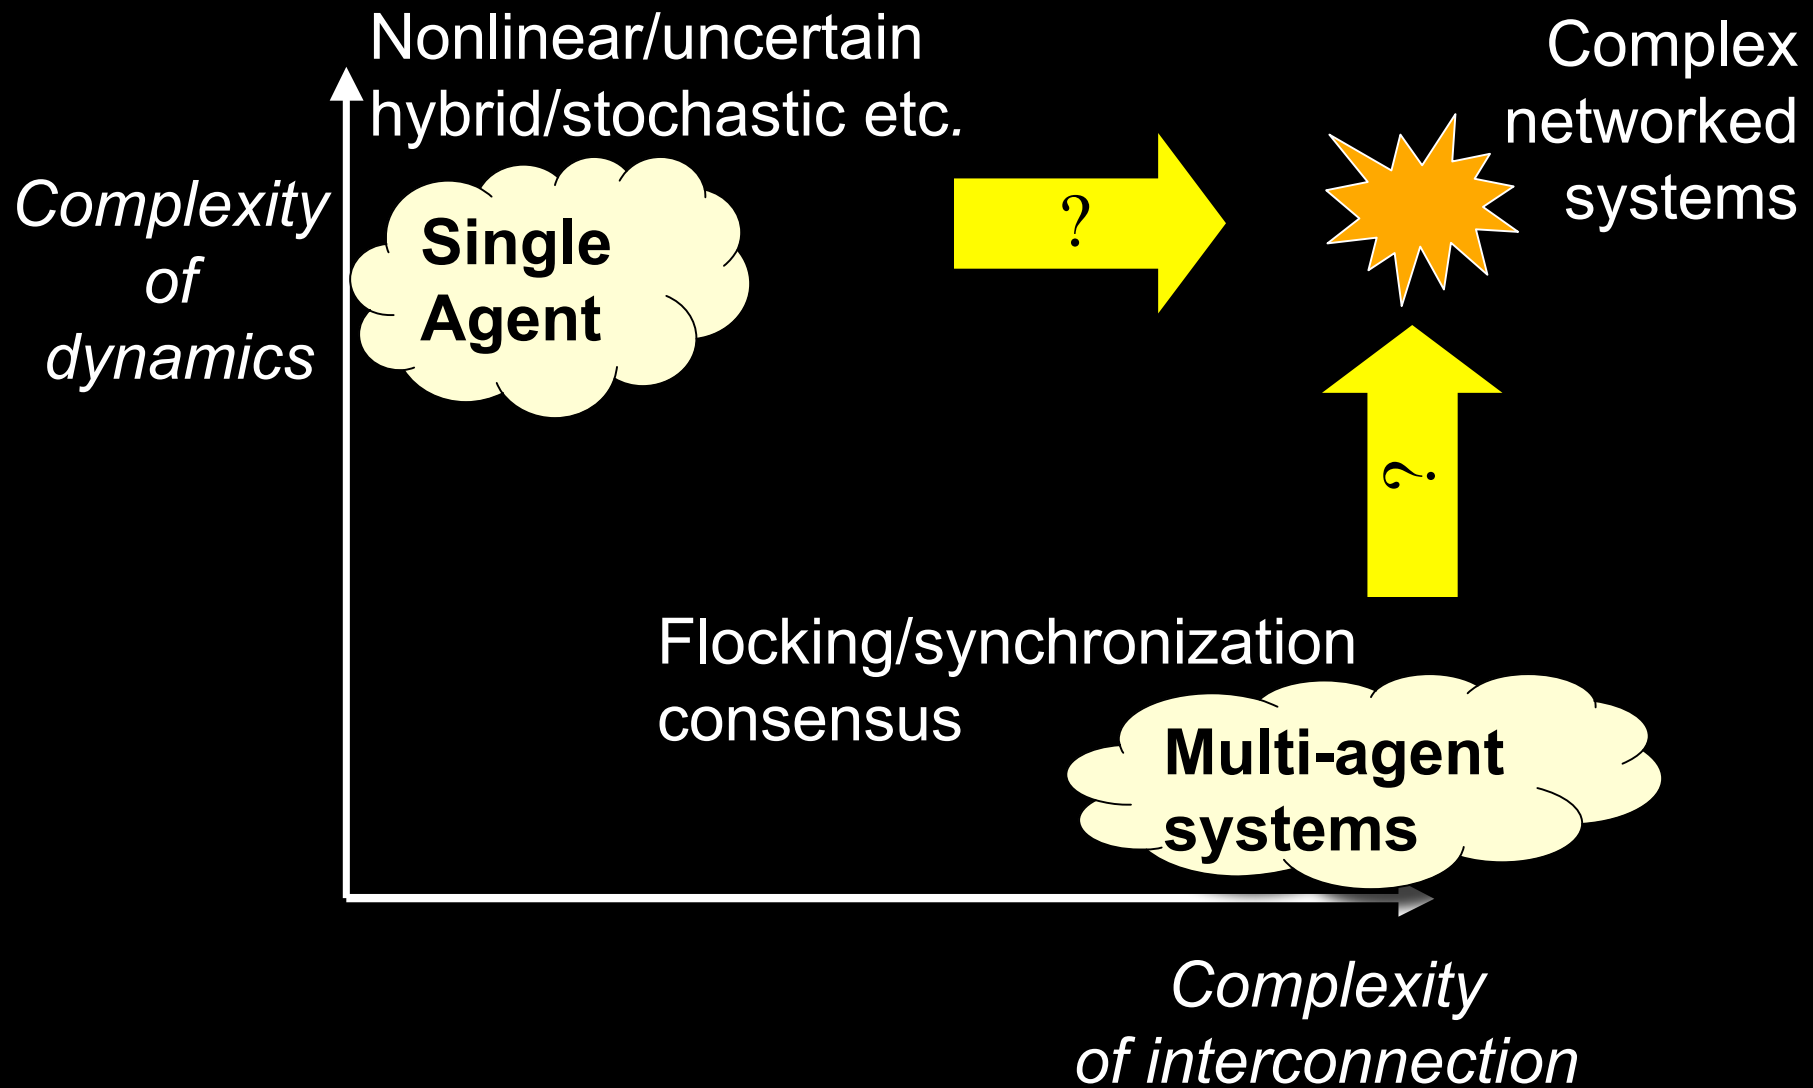 Nonlinear/uncertain
hybrid/stochastic etc.
Complex
networked
systems
Complexity
of
dynamics
Single
Agent
?
?
Flocking/synchronization
consensus
Multi-agent
systems
Complexity
of interconnection